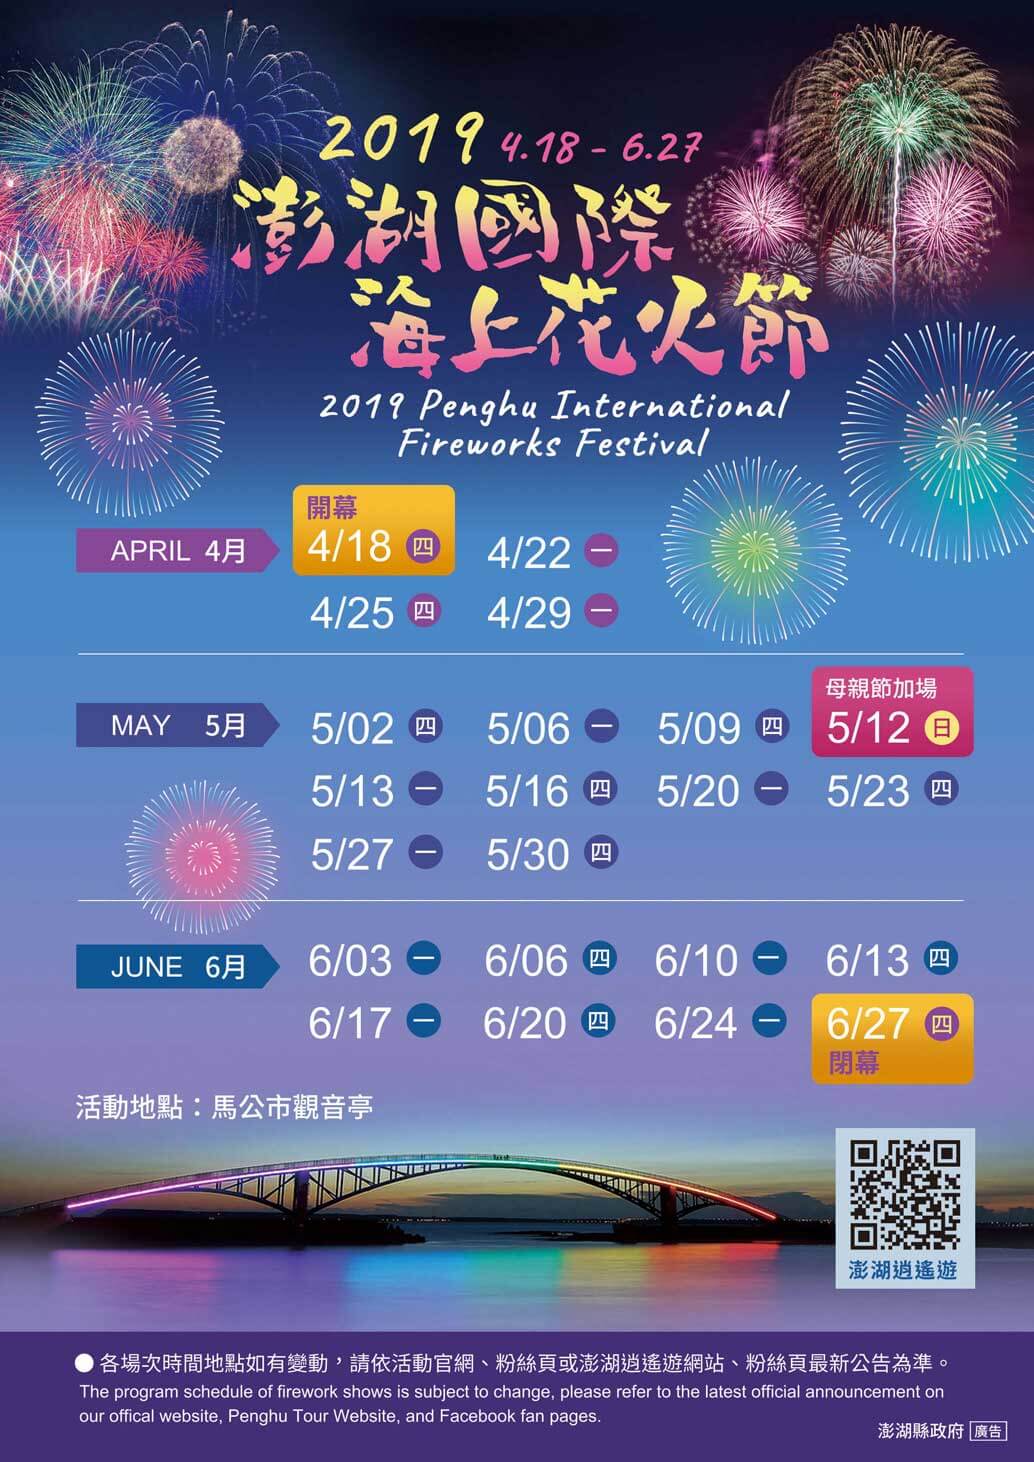 2019 4.18 - 6.27
澎湖國際
海上花火節
2019 Penghu International
Fireworks Festival
APRIL 4月
開幕
4/18 四 4/22 一
4/25 四 4/29 一
MAY 5月
母親節加場
5/02 四 5/06 一 5/09 四 5/12 日
5/13 一 5/16 四 5/20 一 5/23 四
5/27 一 5/30 四
JUNE 6月
6/03 一 6/06 四 6/10 一 6/13 四
6/17 一 6/20 四 6/24 一 6/27 四
閉幕
活動地點：馬公市觀音亭
澎湖逍遙遊
● 各場次時間地點如有變動，請依活動官網、粉絲頁或澎湖逍遙遊網站、粉絲頁最新公告為準。
The program schedule of firework shows is subject to change, please refer to the latest official announcement on
our offical website, Penghu Tour Website, and Facebook fan pages.
澎湖縣政府 廣告